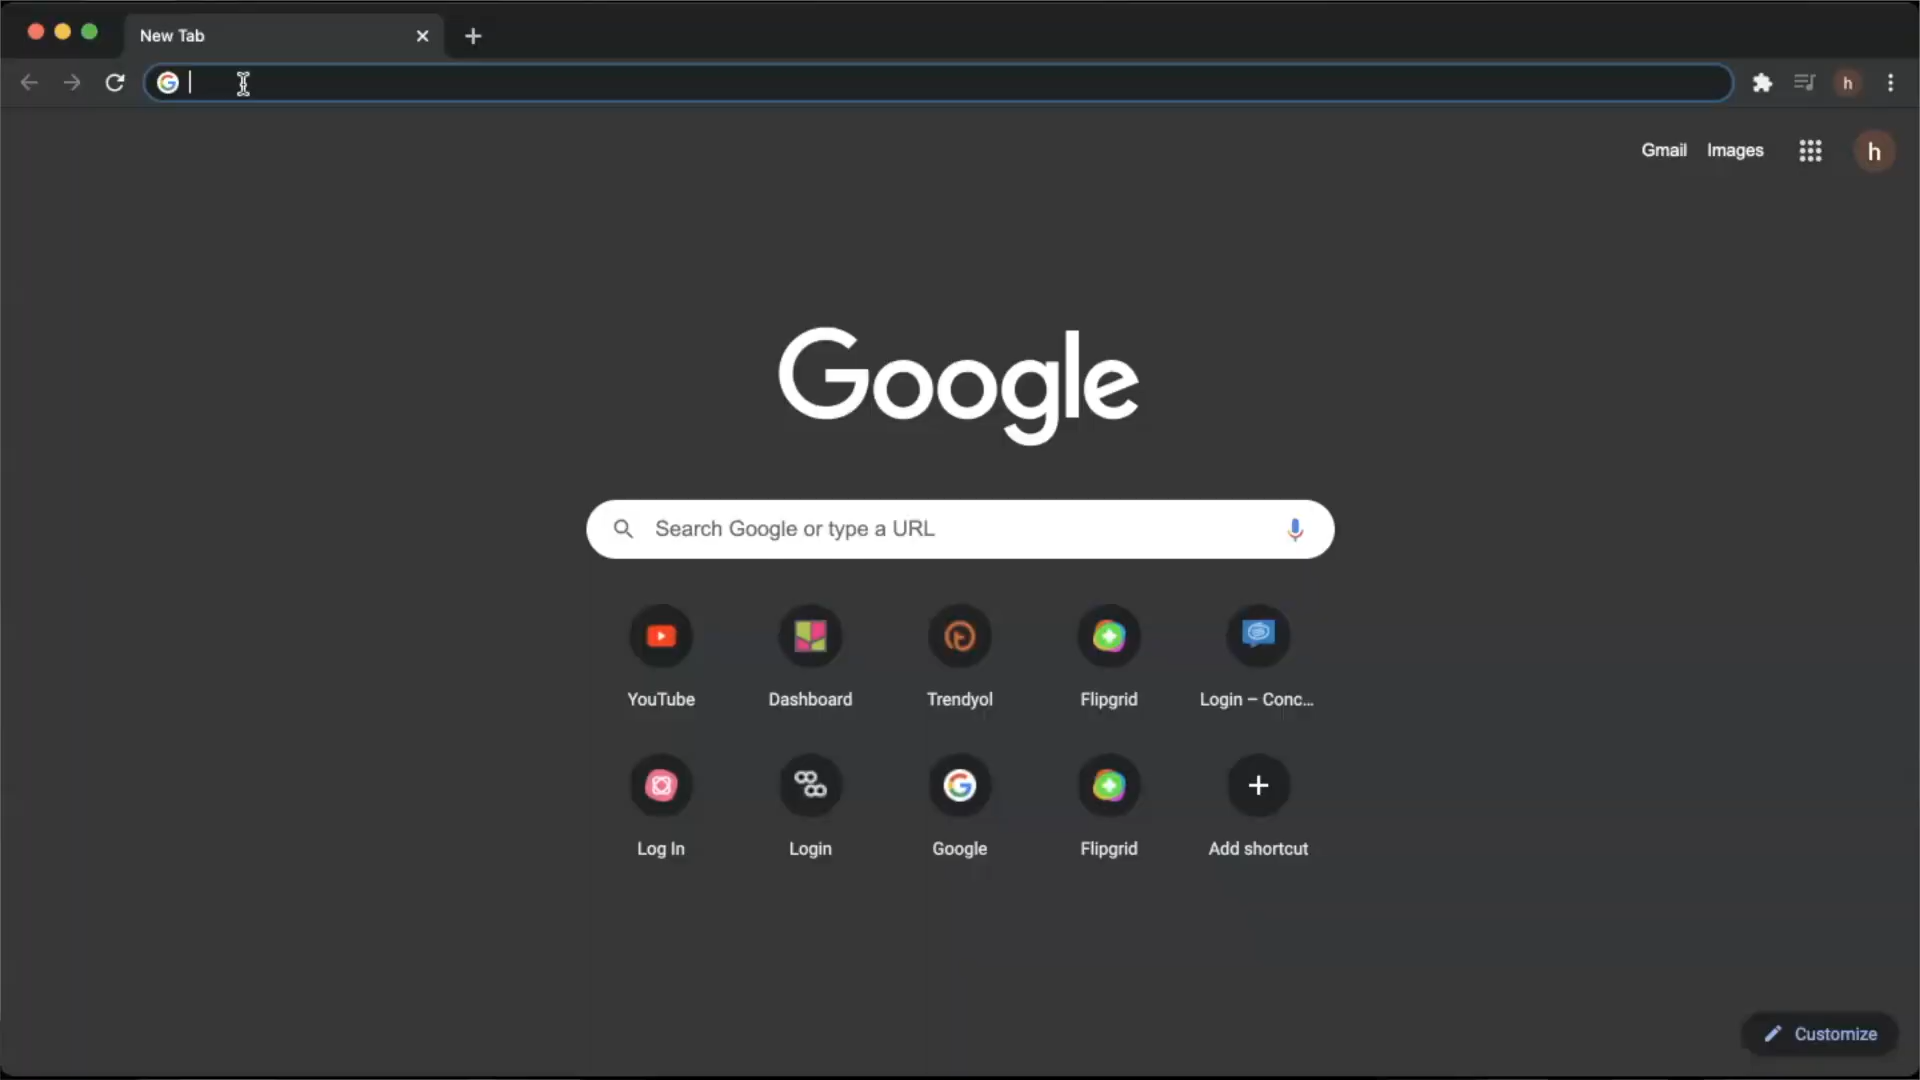 New Tab
h
Gmail Images
h
Google
Search Google or type a URL
YouTube Dashboard Trendyol Flipgrid Login – Conc...
Log In Login Google Flipgrid Add shortcut
Customize